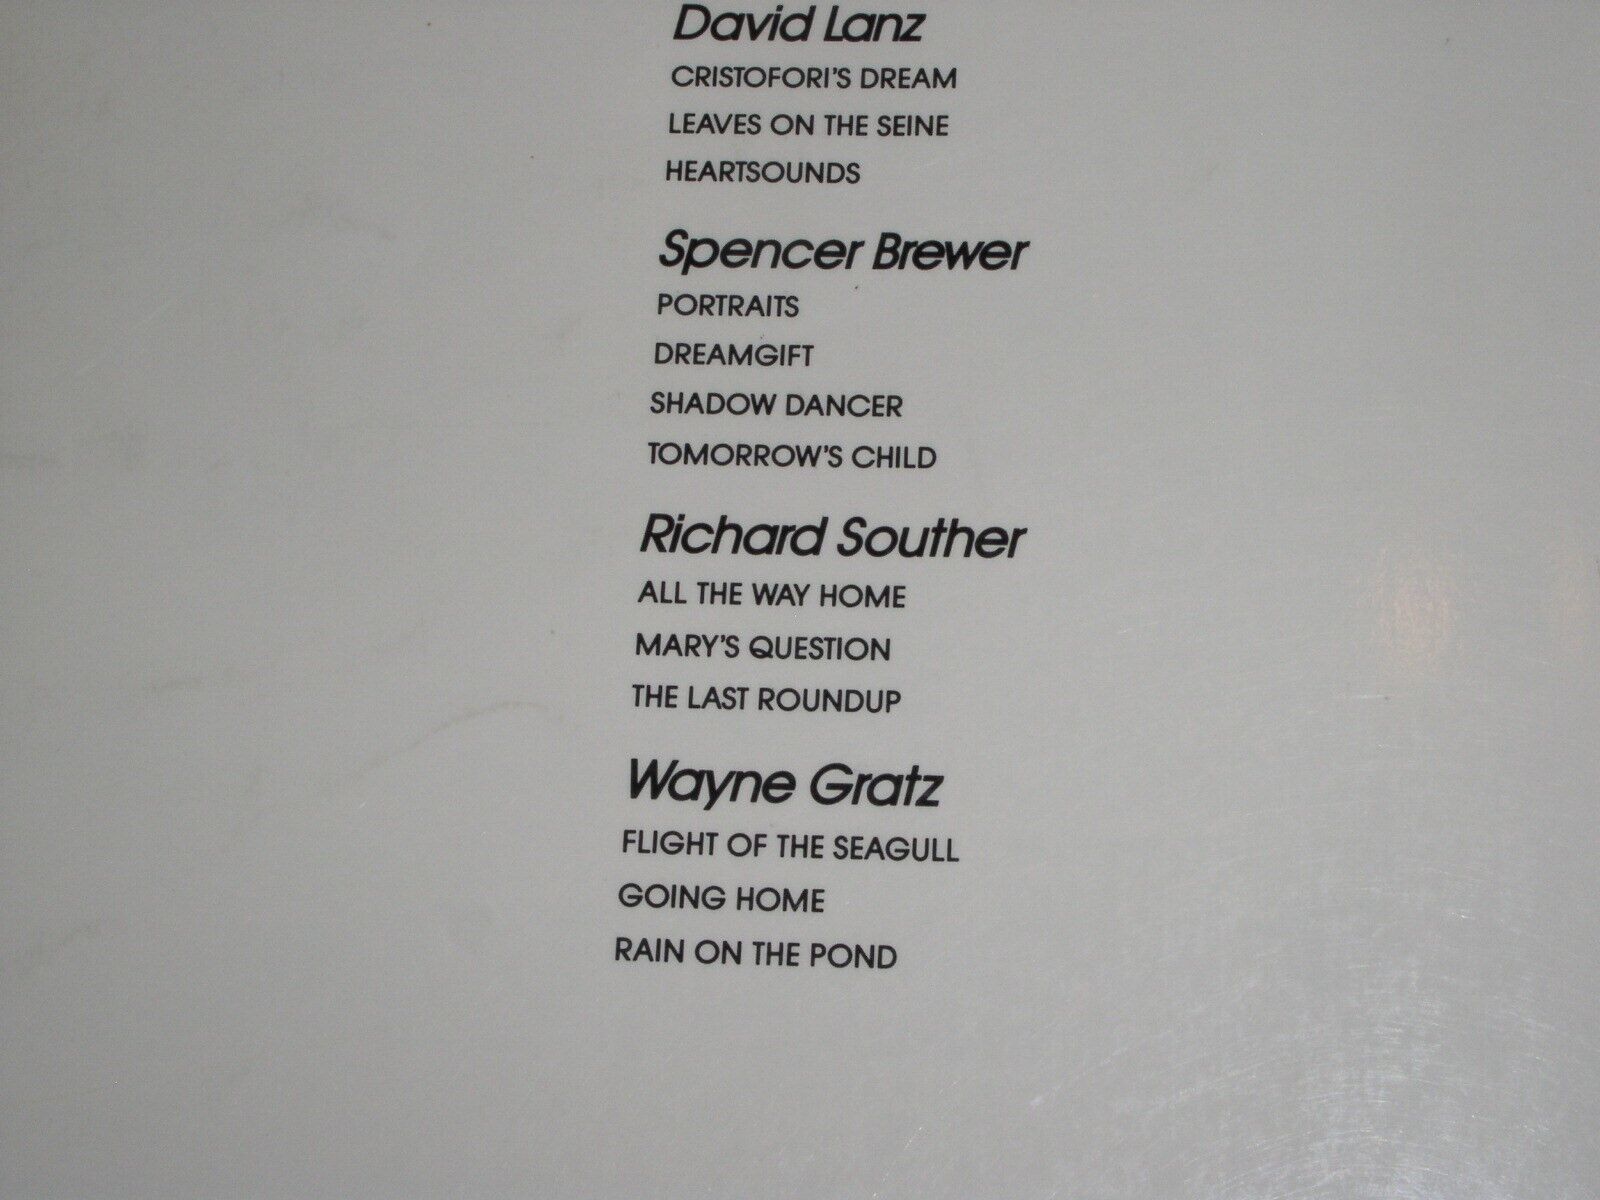 David Lanz
CRISTOFORI'S DREAM
LEAVES ON THE SEINE
HEARTSOUNDS
Spencer Brewer
PORTRAITS
DREAMGIFT
SHADOW DANCER
TOMORROW'S CHILD
Richard Souther
ALL THE WAY HOME
MARY'S QUESTION
THE LAST ROUNDUP
Wayne Gratz
FLIGHT OF THE SEAGULL
GOING HOME
RAIN ON THE POND